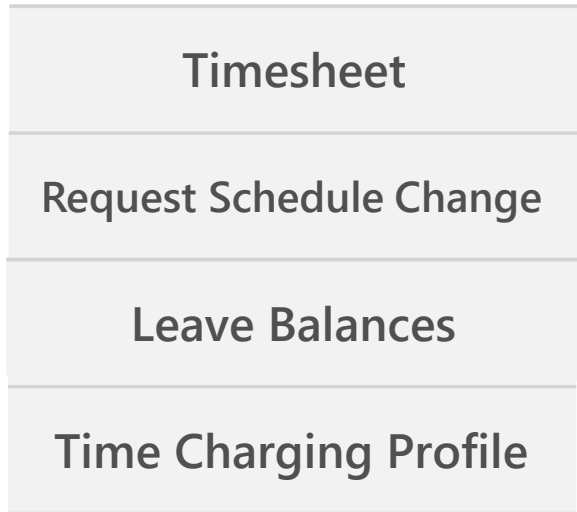 Timesheet
Request Schedule Change
Leave Balances
Time Charging Profile